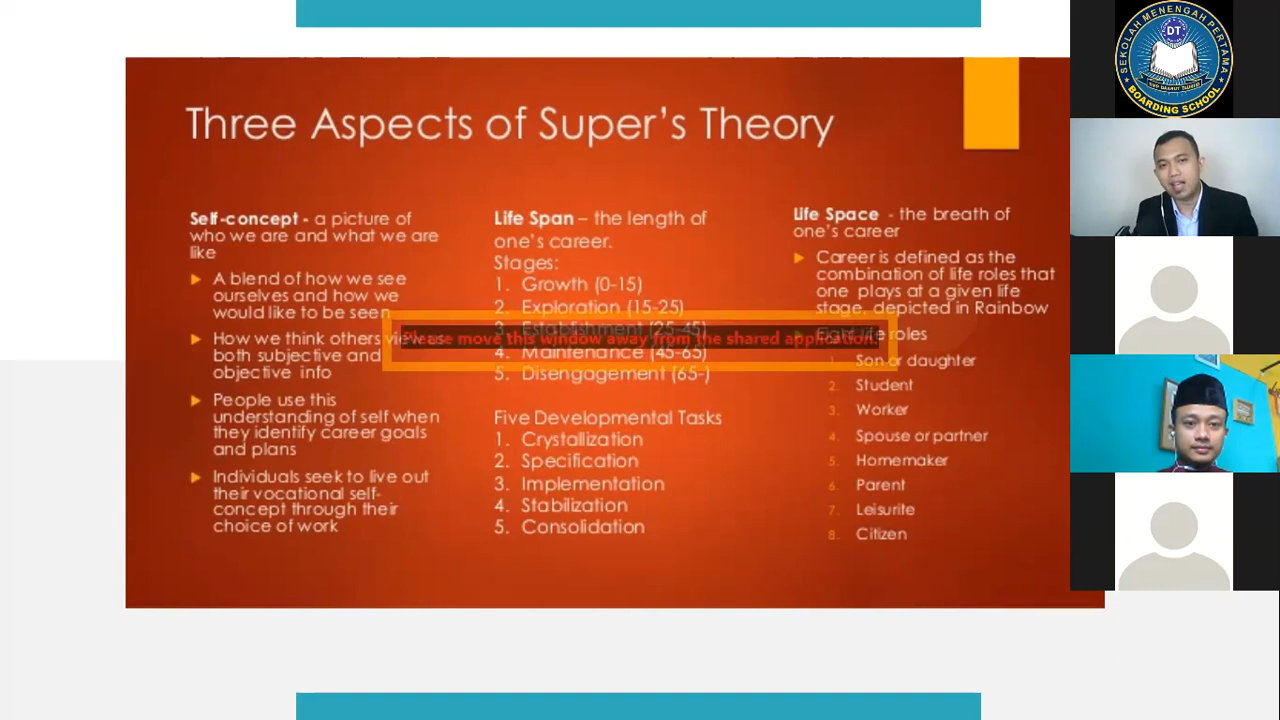 Three Aspects of Super's Theory
Self-concept - a picture of
who we are and what we are
like
A blend of how we see
ourselves and how we
would like to be seen
How we think others view us
both subjective and
objective info
People use this
understanding of self when
they identify career goals
and plans
Individuals seek to live out
their vocational self-
concept through their
choice of work
Life Span – the length of
one's career.
Stages:
1. Growth (0-15)
2. Exploration (15-25)
3. Establishment (25-45)
4. Maintenance (45-65)
5. Disengagement (65-)
Five Developmental Tasks
1. Crystallization
2. Specification
3. Implementation
4. Stabilization
5. Consolidation
Life Space - the breath of
one's career
Career is defined as the
combination of life roles that
one plays at a given life
stage, depicted in Rainbow
Eight life roles
1. Son or daughter
2. Student
3. Worker
4. Spouse or partner
5. Homemaker
6. Parent
7. Leisurite
8. Citizen
Please move this window away from the shared application.
SEKOLAH MENENGAH PERTAMA
DT
BOARDING SCHOOL